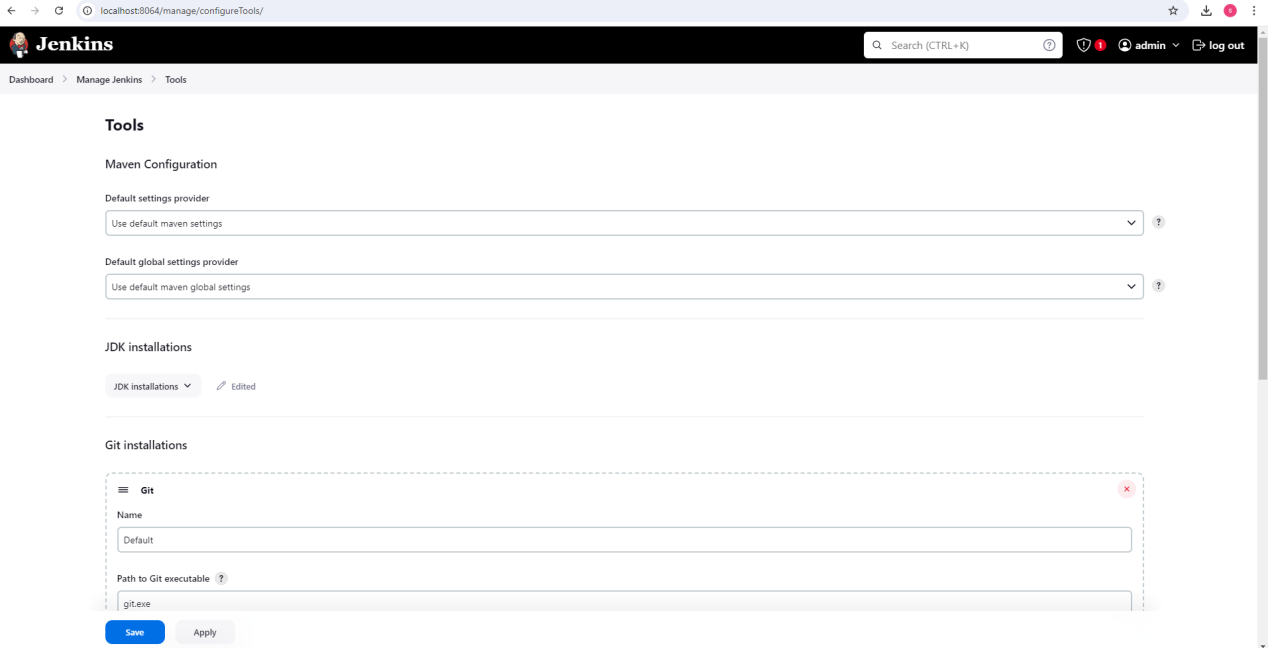 localhost:8064/manage/configureTools/
s
Jenkins
Search (CTRL+K)
?
1
admin
log out
Dashboard > Manage Jenkins > Tools
Tools
Maven Configuration
Default settings provider
Use default maven settings
?
Default global settings provider
Use default maven global settings
?
JDK installations
JDK installations
Edited
Git installations
Git
Name
Default
Path to Git executable ?
git.exe
Save
Apply